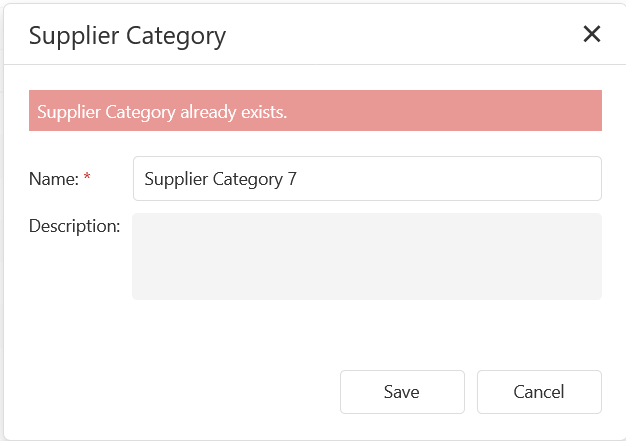 Supplier Category
Supplier Category already exists.
Name: *
Supplier Category 7
Description:
Save
Cancel